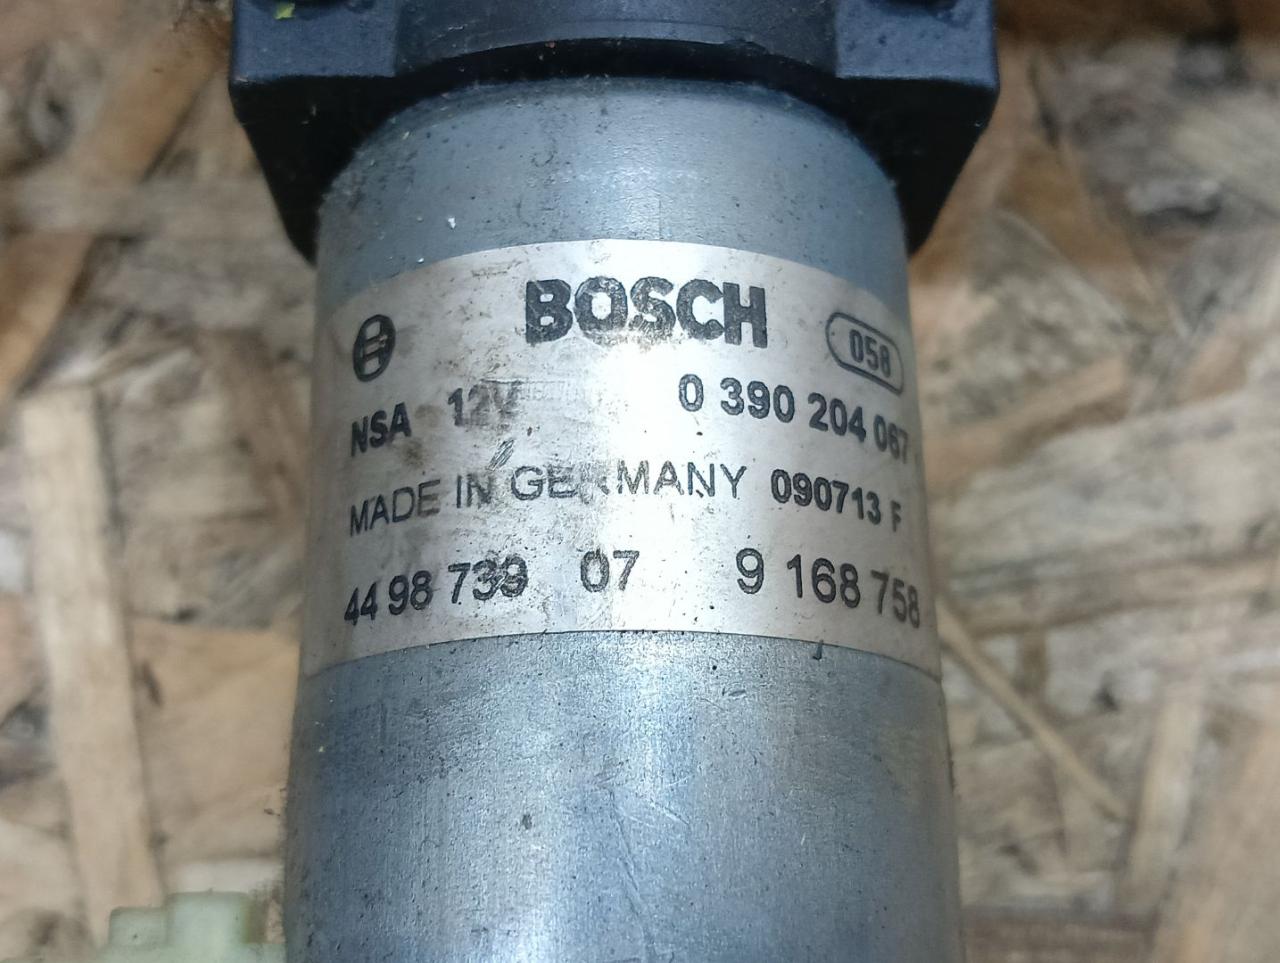 BOSCH
058
NSA 12V 0 390 204 067
MADE IN GERMANY 090713 F
44 98 739 07 9 168 758